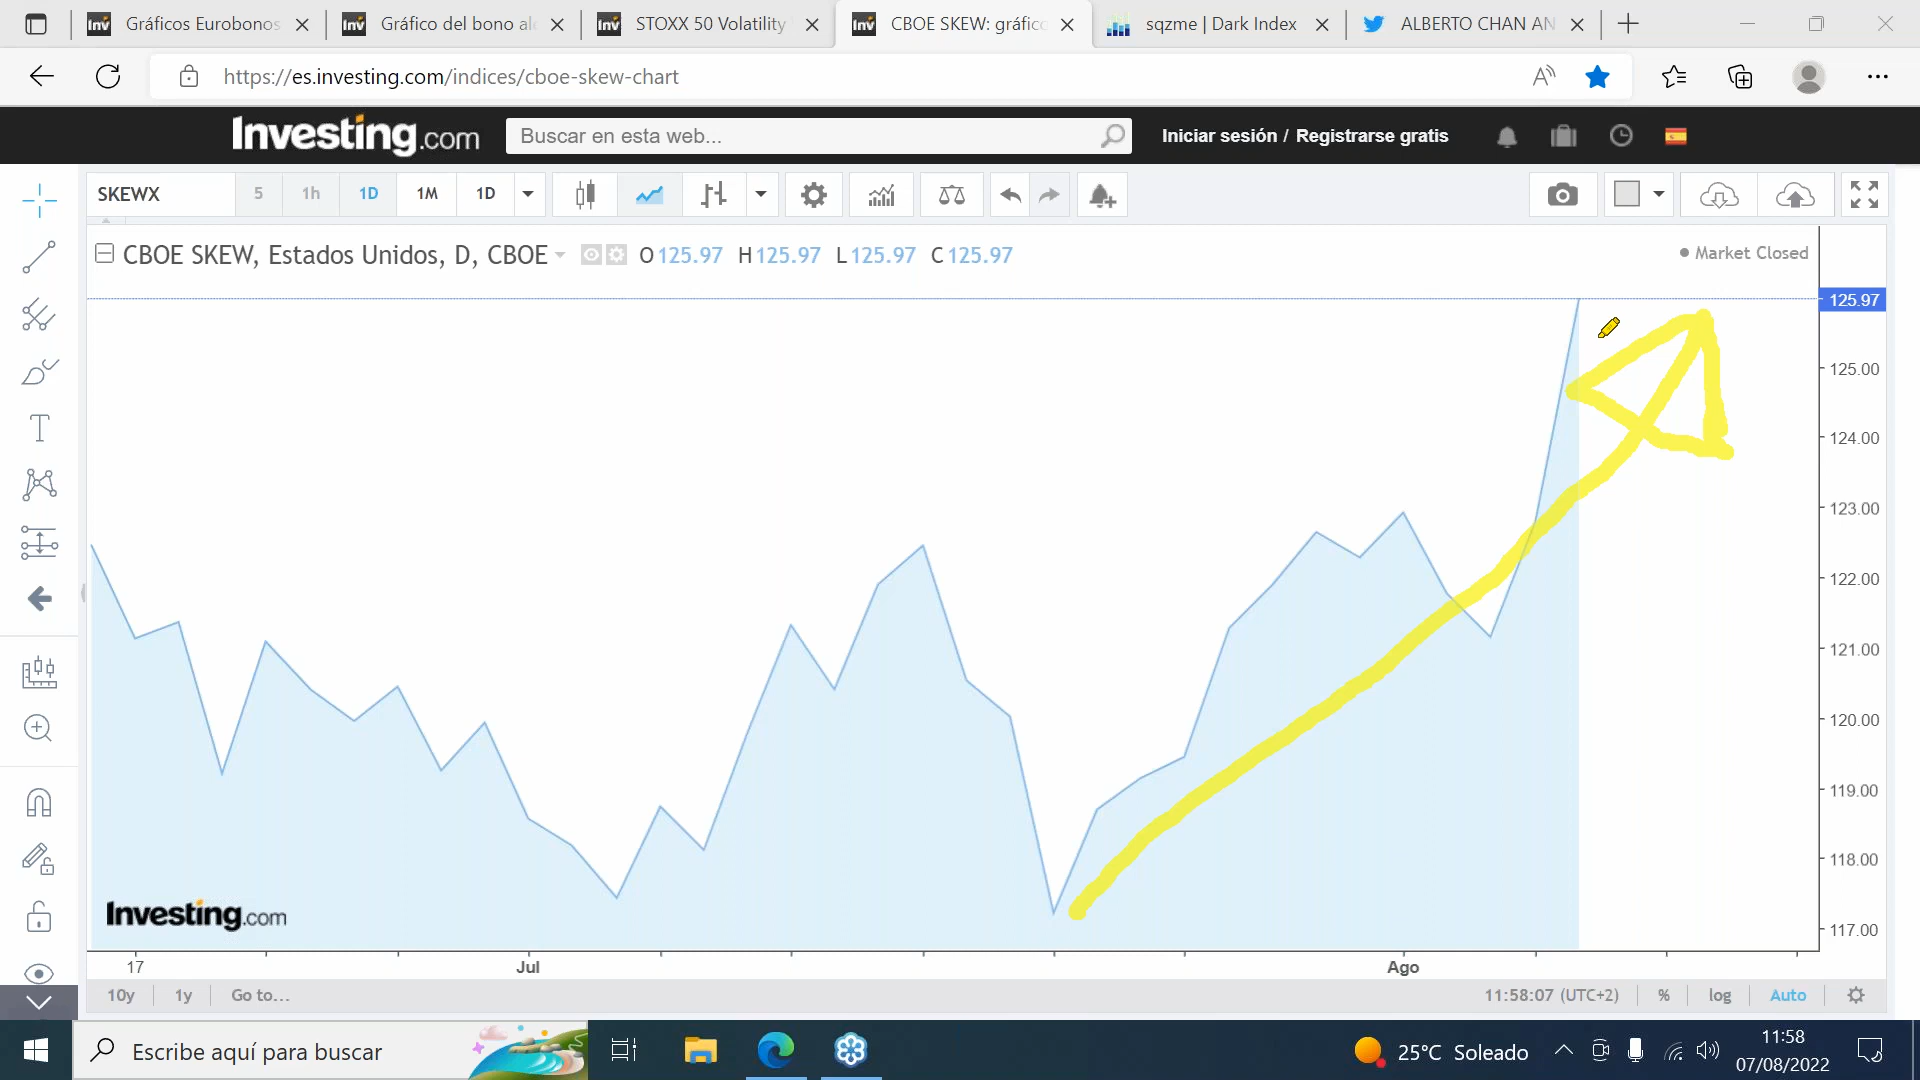 Gráficos Eurobonos
Gráfico del bono ale
STOXX 50 Volatility
CBOE SKEW: gráfico
sqzme | Dark Index
ALBERTO CHAN AN
https://es.investing.com/indices/cboe-skew-chart
Investing.com
Buscar en esta web...
Iniciar sesión / Registrarse gratis
SKEWX
5
1h
1D
1M
1D
CBOE SKEW, Estados Unidos, D, CBOE
O 125.97 H 125.97 L 125.97 C 125.97
Market Closed
125.97
125.00
124.00
123.00
122.00
121.00
120.00
119.00
118.00
117.00
Investing.com
17
Jul
Ago
10y
1y
Go to...
11:58:07 (UTC+2)
%
log
Auto
Escribe aquí para buscar
25°C Soleado
11:58
07/08/2022